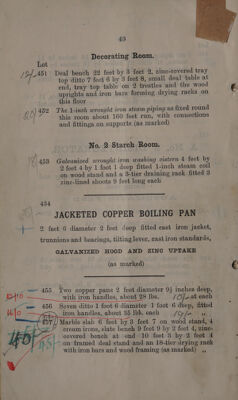 49
Decorating Room.
Lot
12/- 451 Deal bench 22 feet by 3 feet 2, zinc-covered tray
top ditto 7 feet 6 by 3 feet 8, small deal table at
end, tray top table on 2 trestles and the wood
uprights and iron bars forming drying racks on
this floor
452 The 1-inch wrought iron steam piping as fixed round
this room about 160 feet run, with connections
and fittings on supports (as marked)
No. 2 Starch Room.
453 Galvanized wrought iron washing cistern 4 feet by
2 feet 4 by 1 foot 1 deep fitted 1-inch steam coil
on wood stand and a 3-tier draining rack fitted 3
zinc-lined shoots 9 feet long each
454
JACKETED COPPER BOILING PAN
2 feet 6 diameter 2 feet deep fitted cast iron jacket,
trunnions and bearings, tilting lever, cast iron standards,
GALVANIZED HOOD AND ZINC UPTAKE
(as marked)
455 Two copper pans 2 feet diameter 9½ inches deep,
with iron handles, about 28 lbs. 10/- at each
456 Seven ditto 1 foot 6 diameter 1 foot 6 deep, fitted
iron handles, about 35 lbs. each 15/- „
457 Marble slab 6 feet by 3 feet 7 on wood stand, 4
cream irons, slate bench 9 feet 9 by 2 feet 4, zinc-
covered bench at end 10 feet 3 by 2 feet 4
on framed deal stand and an 18-tier drying rack
with iron bars and wood framing (as marked) „